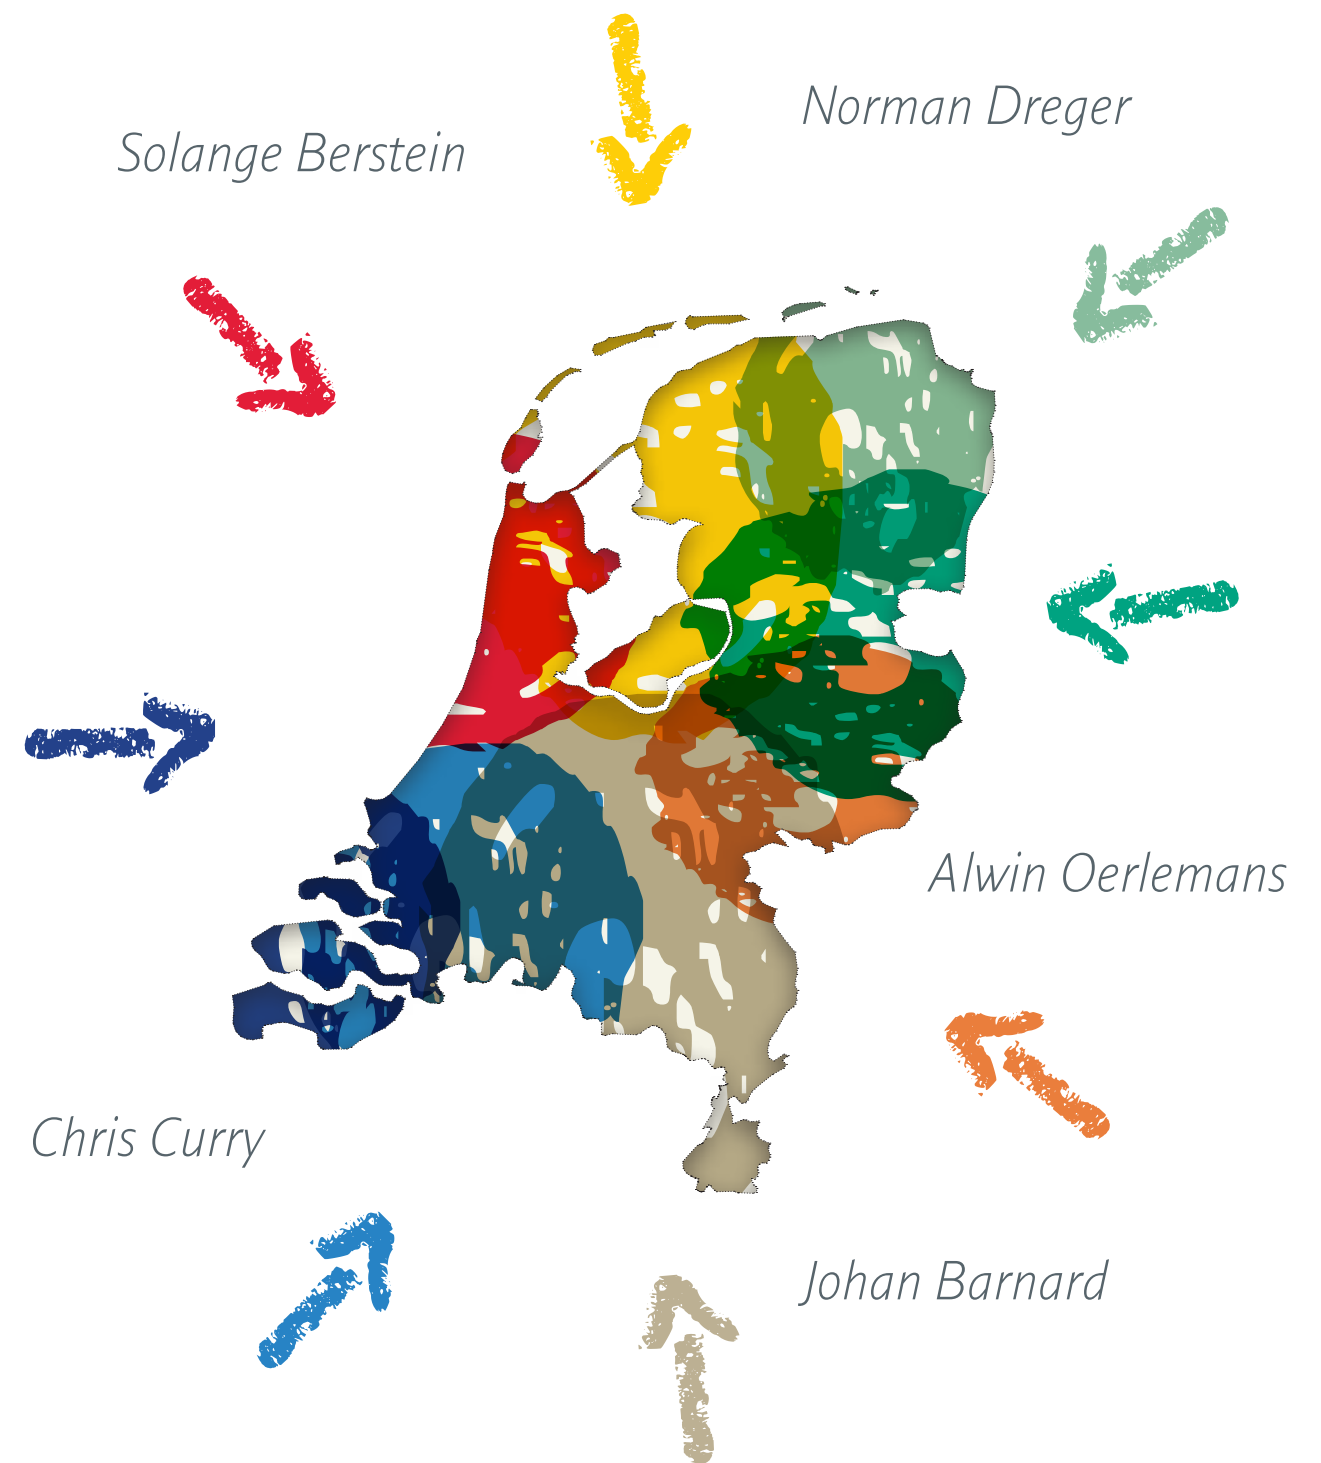 Norman Dreger
Solange Berstein
Alwin Oerlemans
Chris Curry
Johan Barnard